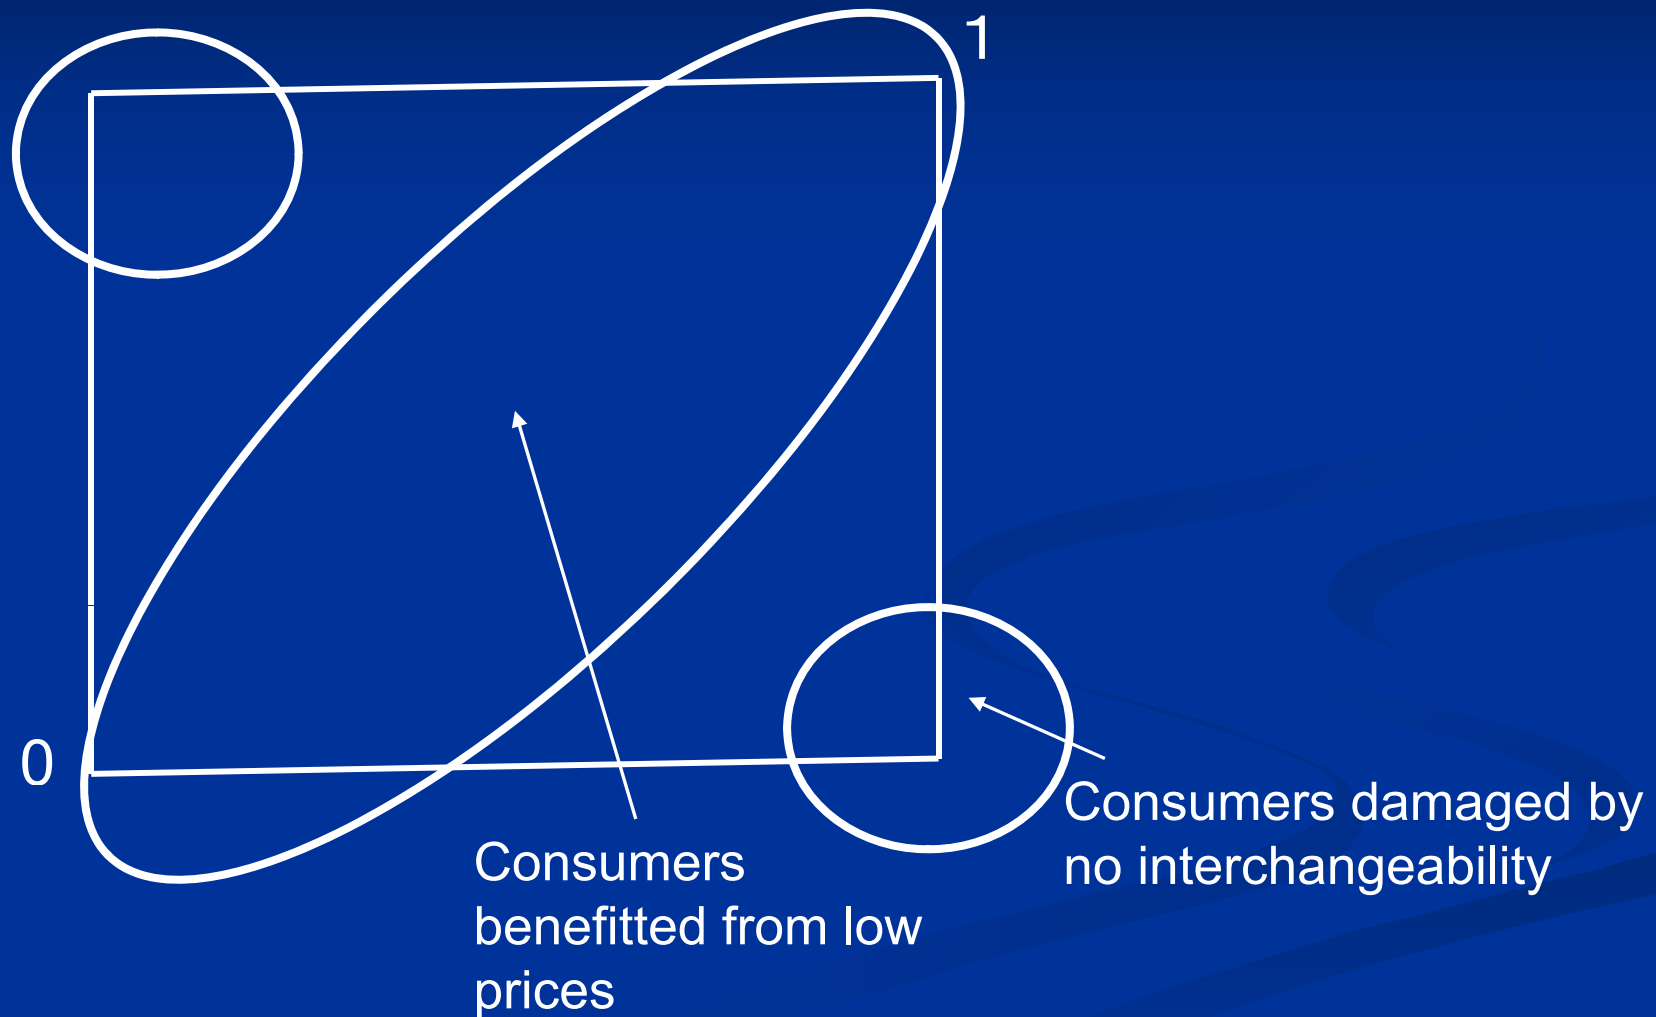 1
0
Consumers
benefitted from low
prices
Consumers damaged by
no interchangeability